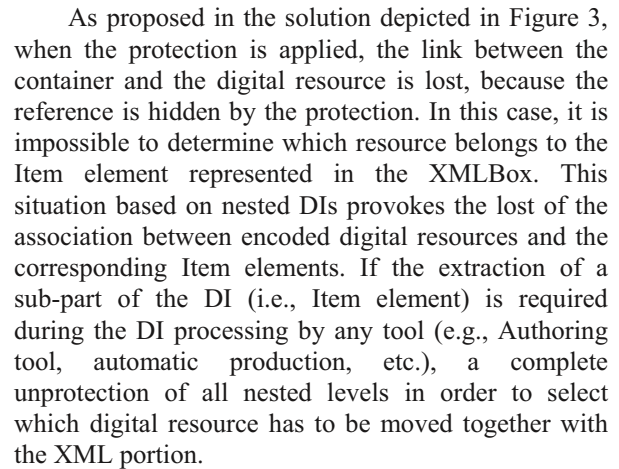 As proposed in the solution depicted in Figure 3,
when the protection is applied, the link between the
container and the digital resource is lost, because the
reference is hidden by the protection. In this case, it is
impossible to determine which resource belongs to the
Item element represented in the XMLBox. This
situation based on nested DIs provokes the lost of the
association between encoded digital resources and the
corresponding Item elements. If the extraction of a
sub-part of the DI (i.e., Item element) is required
during the DI processing by any tool (e.g., Authoring
tool, automatic production, etc.), a complete
unprotection of all nested levels in order to select
which digital resource has to be moved together with
the XML portion.